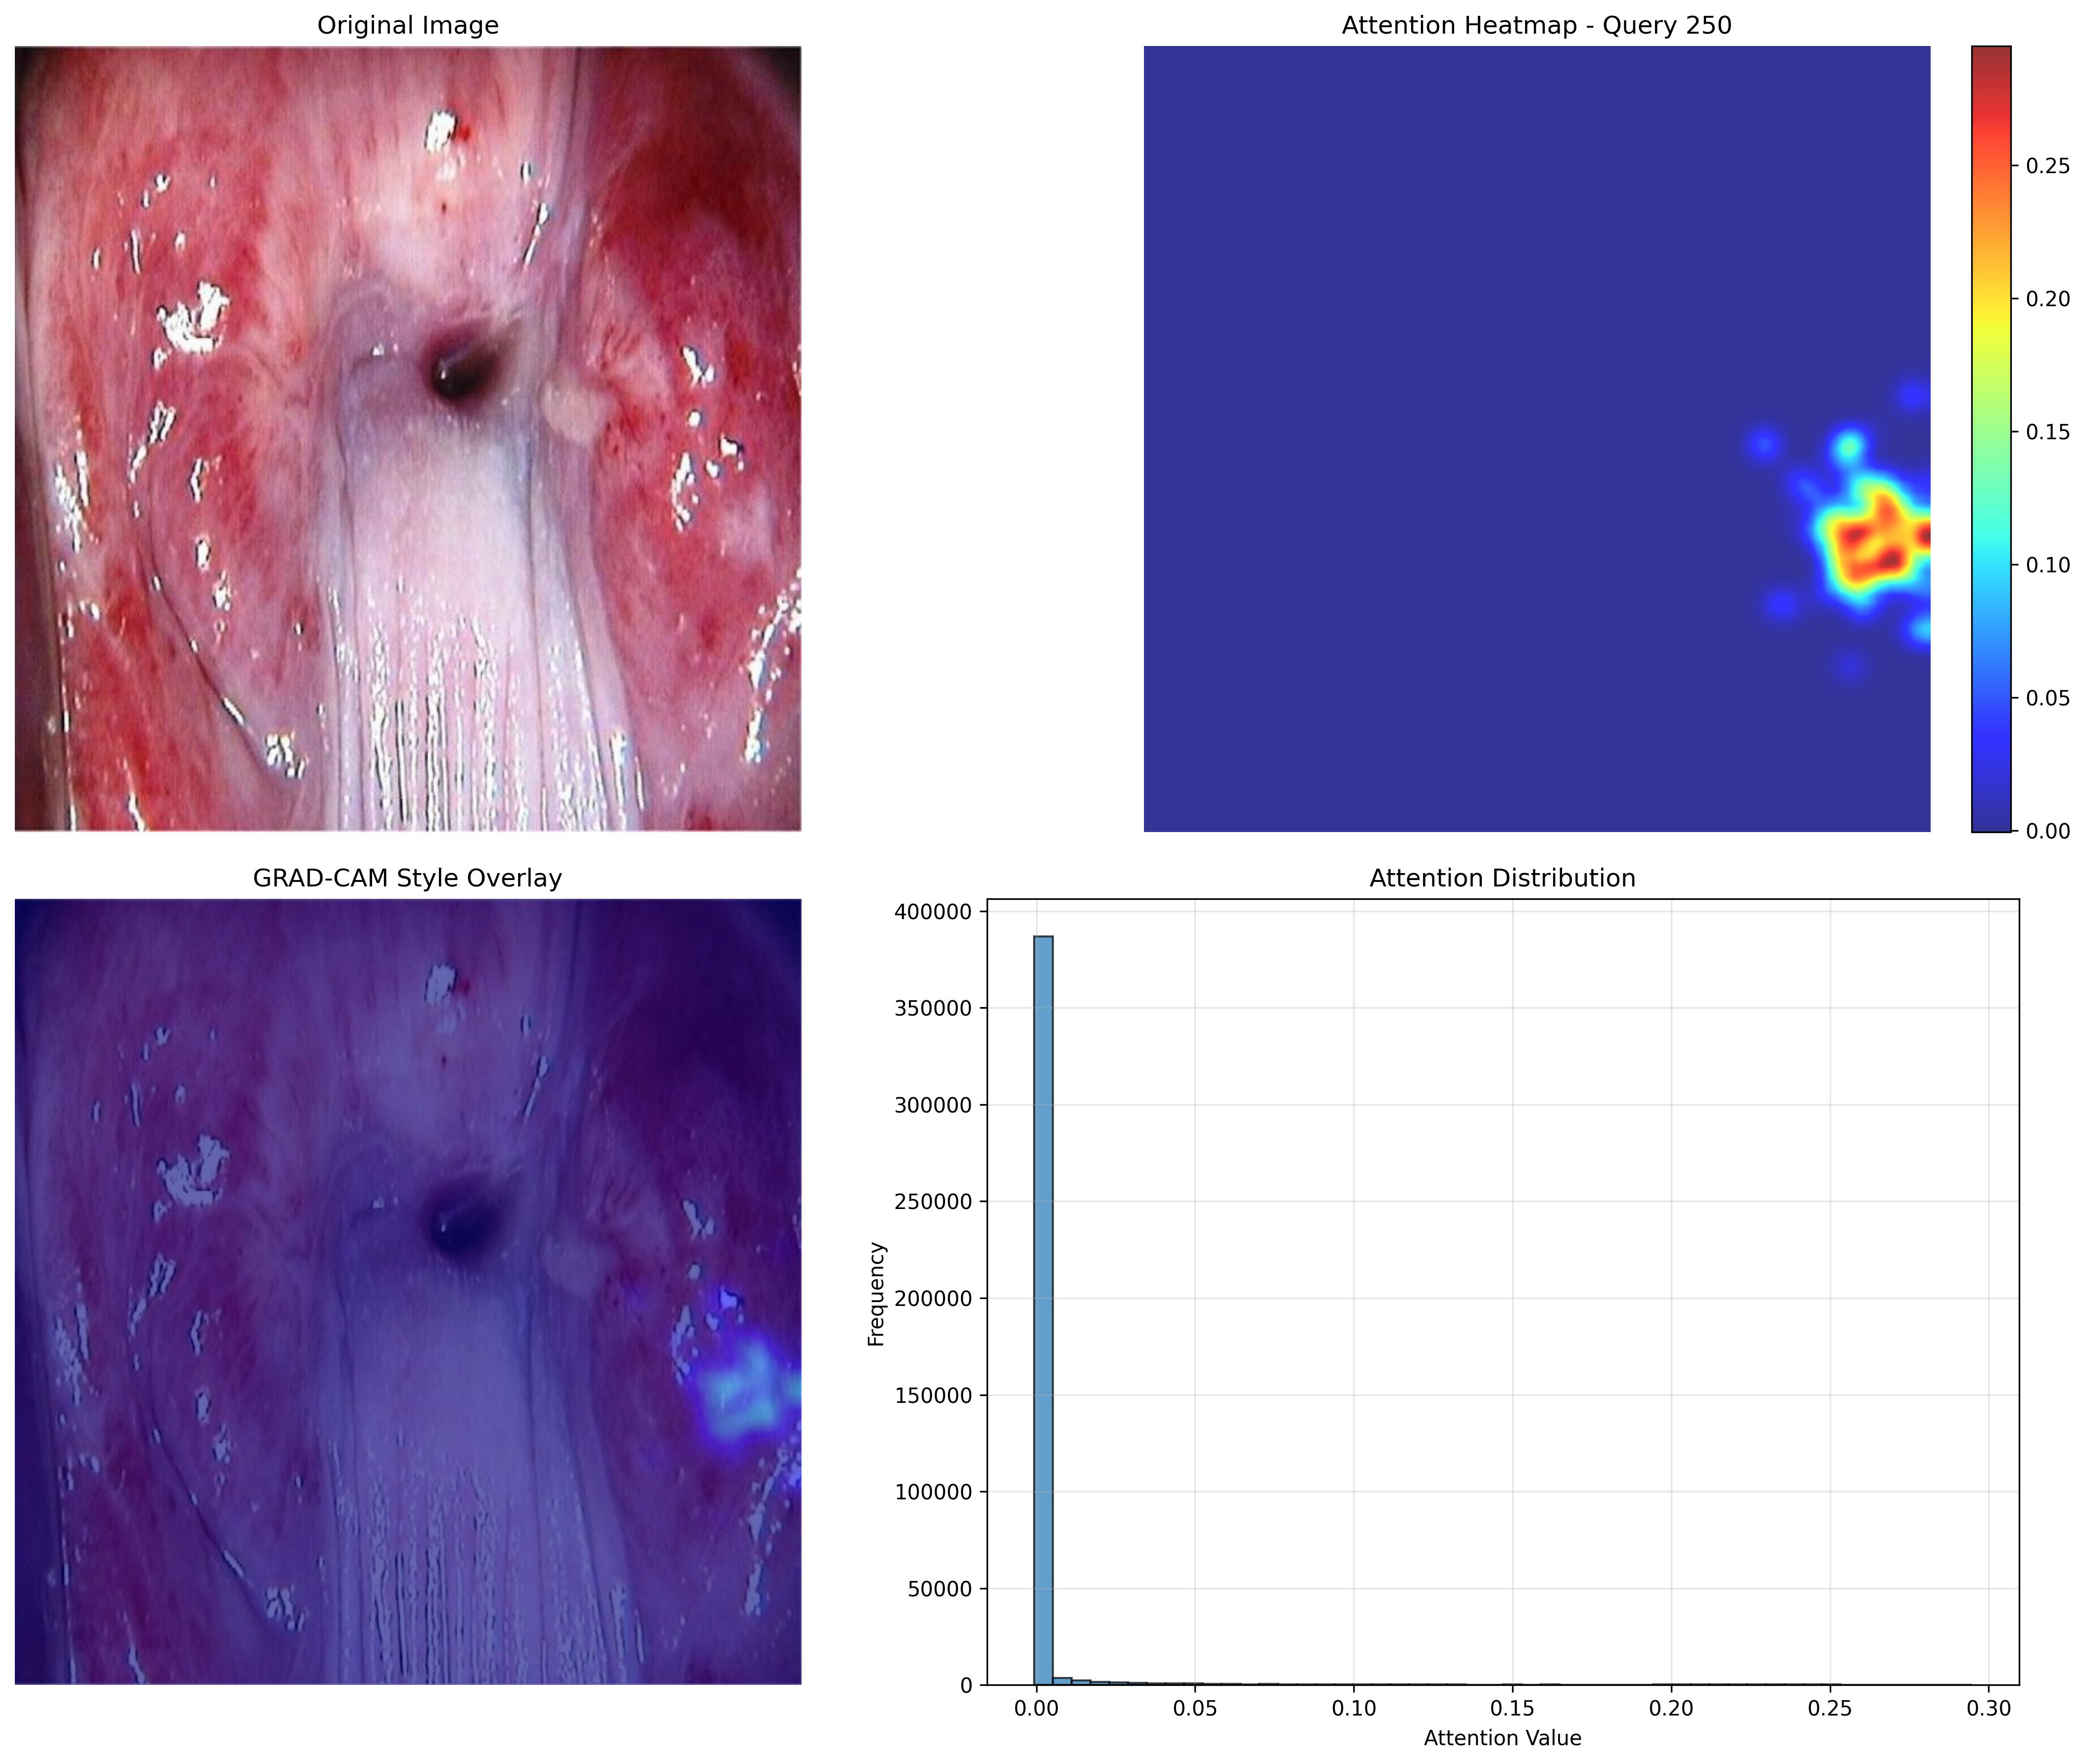 Original Image
Attention Heatmap - Query 250
0.25
0.20
0.15
0.10
0.05
0.00
GRAD-CAM Style Overlay
Attention Distribution
400000
350000
300000
250000
200000
150000
100000
50000
0
Frequency
0.00 0.05 0.10 0.15 0.20 0.25 0.30
Attention Value